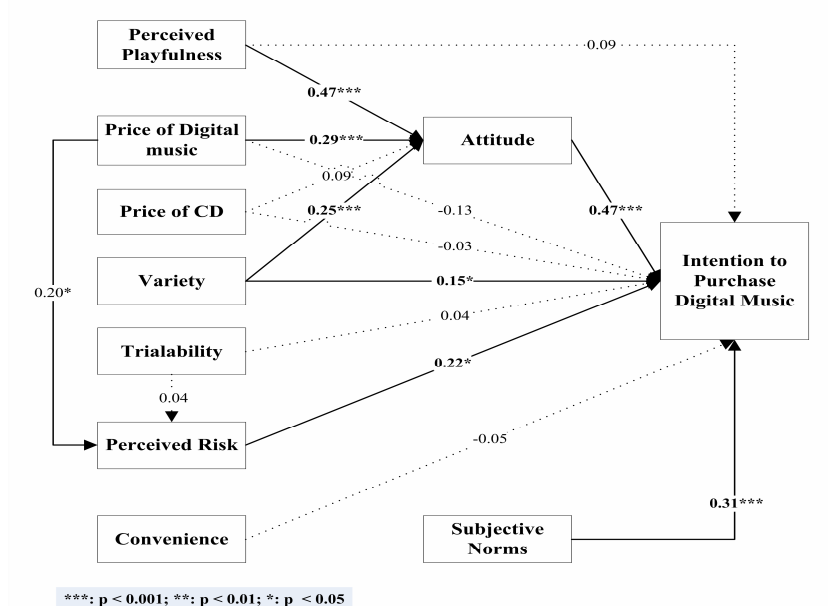 Perceived
Playfulness
0.09
0.47***
Price of Digital
music
0.29***
Attitude
0.09
Price of CD
0.25***
-0.13
0.47***
-0.03
Intention to
Purchase
Digital Music
Variety
0.15*
0.20*
0.04
Trialability
0.22*
0.04
Perceived Risk
-0.05
0.31***
Convenience
Subjective
Norms
***: p < 0.001; **: p < 0.01; *: p < 0.05